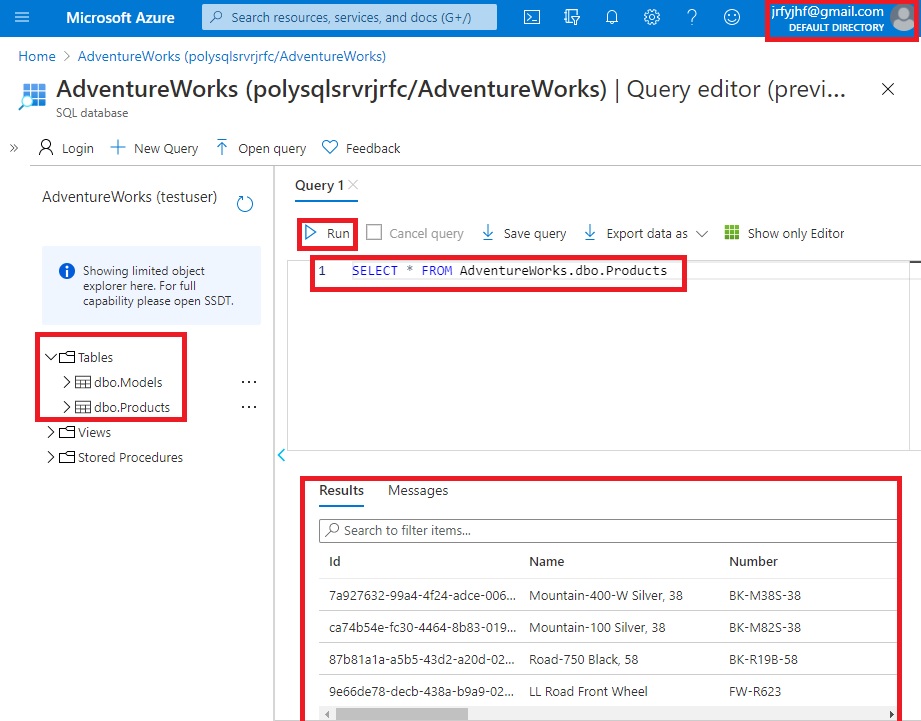 Microsoft Azure
Search resources, services, and docs (G+/)
jrfyjhf@gmail.com
DEFAULT DIRECTORY
Home > AdventureWorks (polysqlsrvrjrfc/AdventureWorks)
AdventureWorks (polysqlsrvrjrfc/AdventureWorks) | Query editor (previ...
SQL database
Login
New Query
Open query
Feedback
AdventureWorks (testuser)
Showing limited object
explorer here. For full
capability please open SSDT.
Tables
dbo.Models
dbo.Products
Views
Stored Procedures
Query 1
Run
Cancel query
Save query
Export data as
Show only Editor
1 SELECT * FROM AdventureWorks.dbo.Products
Results Messages
Search to filter items...
Id Name Number
7a927632-99a4-4f24-adce-006... Mountain-400-W Silver, 38 BK-M38S-38
ca74b54e-fc30-4464-8b83-019... Mountain-100 Silver, 38 BK-M82S-38
87b81a1a-a5b5-43d2-a20d-02... Road-750 Black, 58 BK-R19B-58
9e66de78-decb-438a-b9a9-02... LL Road Front Wheel FW-R623